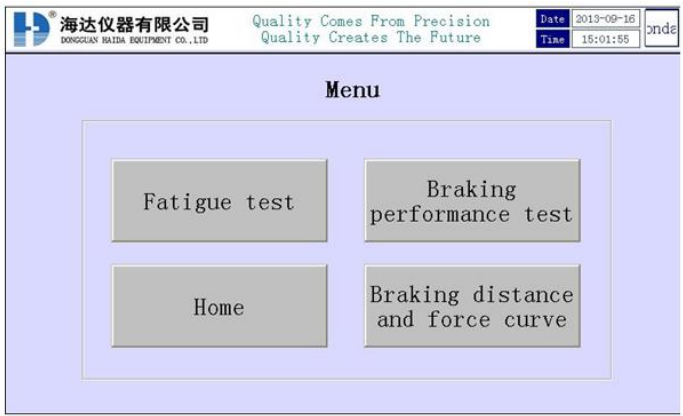 海达仪器有限公司
DONGGUAN HAIDA EQUIPMENT CO.,LTD
Quality Comes From Precision
Quality Creates The Future
Date 2013-09-16
Time 15:01:55
Menu
Fatigue test
Braking
performance test
Home
Braking distance
and force curve